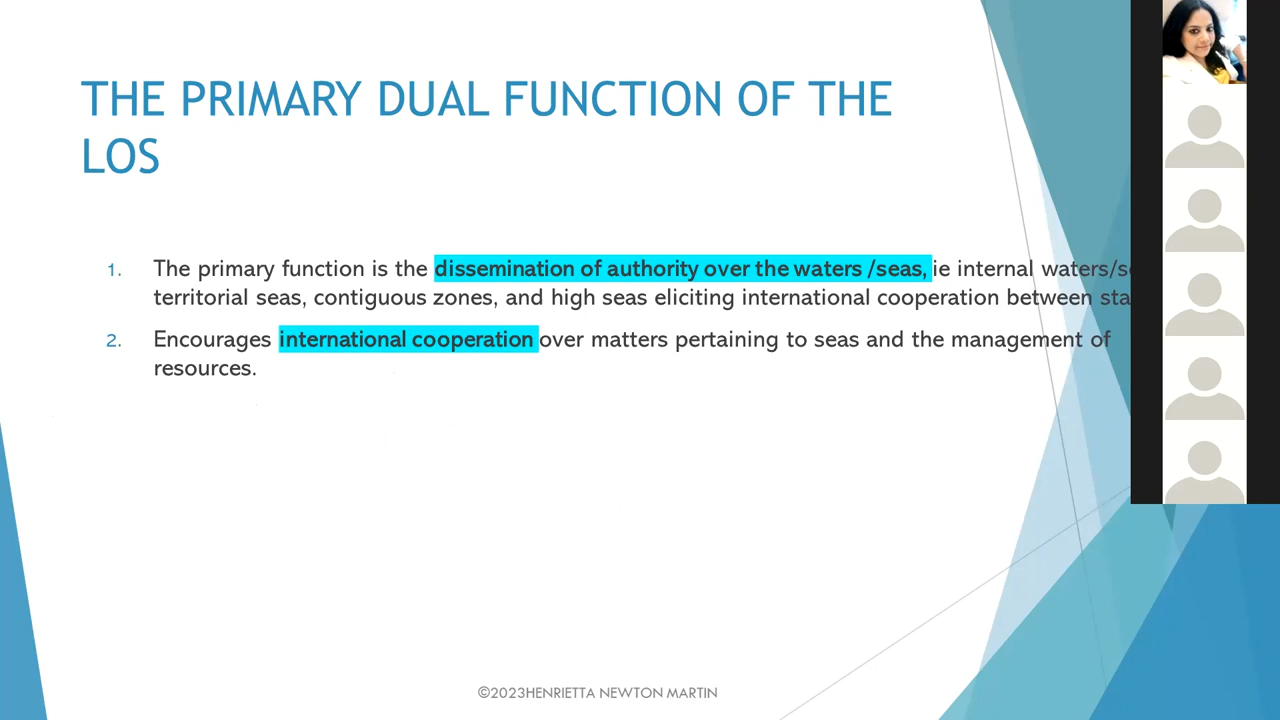 THE PRIMARY DUAL FUNCTION OF THE
LOS
1. The primary function is the dissemination of authority over the waters /seas, ie internal
territorial seas, contiguous zones, and high seas eliciting international cooperation between
2. Encourages international cooperation over matters pertaining to seas and the management of
resources.
©2023HENRIETTA NEWTON MARTIN